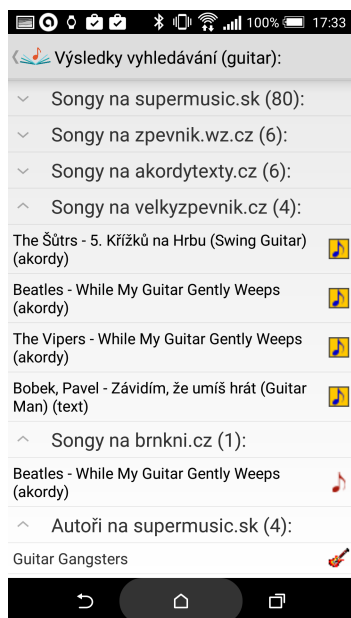 100% 17:33
Výsledky vyhledávání (guitar):
Songy na supermusic.sk (80):
Songy na zpevnik.wz.cz (6):
Songy na akordytexty.cz (6):
Songy na velkyzpevnik.cz (4):
The Šůtrs - 5. Křížků na Hrbu (Swing Guitar)
(akordy)
Beatles - While My Guitar Gently Weeps
(akordy)
The Vipers - While My Guitar Gently Weeps
(akordy)
Bobek, Pavel - Závidím, že umíš hrát (Guitar
Man) (text)
Songy na brnkni.cz (1):
Beatles - While My Guitar Gently Weeps
(akordy)
Autoři na supermusic.sk (4):
Guitar Gangsters